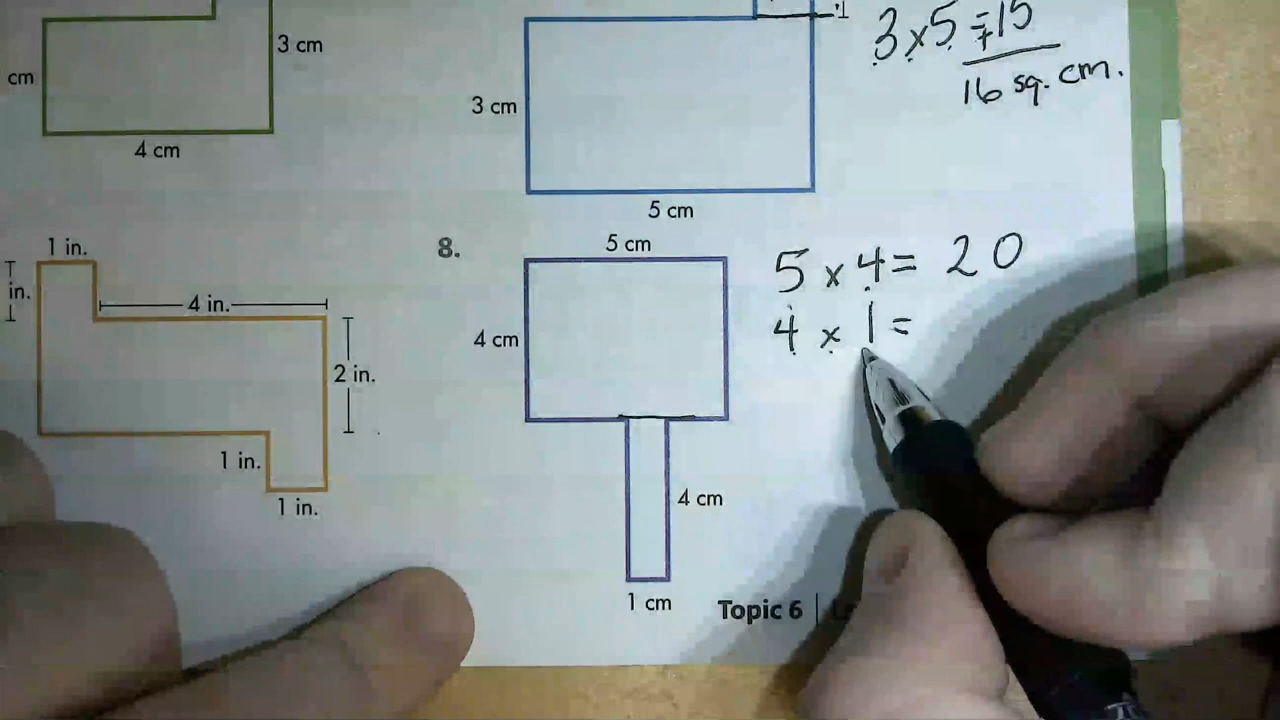 3 cm
cm
4 cm
3 cm
5 cm
3 x 5 = 15
+
16 sq. cm.
1 in.
in.
4 in.
2 in.
1 in.
1 in.
8.
5 cm
4 cm
4 cm
1 cm
5 x 4 = 20
4 x 1 =
Topic 6 |